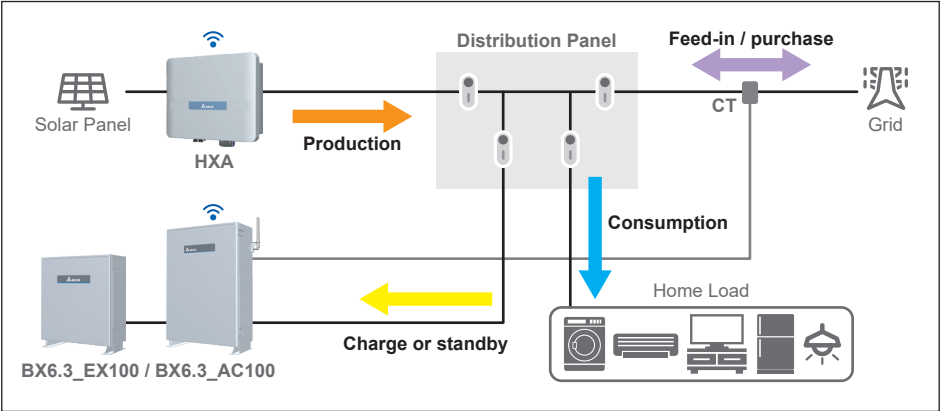 Distribution Panel
Feed-in / purchase
Solar Panel
HXA
Production
CT
Grid
Consumption
Home Load
Charge or standby
BX6.3_EX100 / BX6.3_AC100